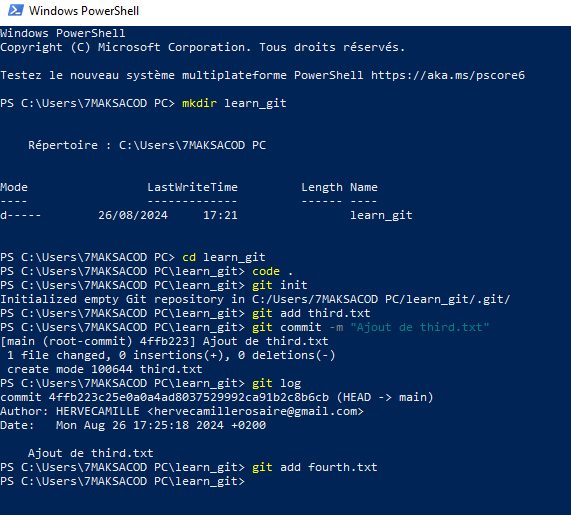 Windows PowerShell
Windows PowerShell
Copyright (C) Microsoft Corporation. Tous droits réservés.
Testez le nouveau système multiplateforme PowerShell https://aka.ms/pscore6
PS C:\Users\7MAKSACOD PC> mkdir learn_git
Répertoire : C:\Users\7MAKSACOD PC
Mode                 LastWriteTime         Length Name
----                 -------------         ------ ----
d-----        26/08/2024     17:21                learn_git
PS C:\Users\7MAKSACOD PC> cd learn_git
PS C:\Users\7MAKSACOD PC\learn_git> code .
PS C:\Users\7MAKSACOD PC\learn_git> git init
Initialized empty Git repository in C:/Users/7MAKSACOD PC/learn_git/.git/
PS C:\Users\7MAKSACOD PC\learn_git> git add third.txt
PS C:\Users\7MAKSACOD PC\learn_git> git commit -m "Ajout de third.txt"
[main (root-commit) 4ffb223] Ajout de third.txt
1 file changed, 0 insertions(+), 0 deletions(-)
create mode 100644 third.txt
PS C:\Users\7MAKSACOD PC\learn_git> git log
commit 4ffb223c25e0a0a4ad8037529992ca91b2c8b6cb (HEAD -> main)
Author: HERVECAMILLE <hervecamillerosaire@gmail.com>
Date:   Mon Aug 26 17:25:18 2024 +0200
Ajout de third.txt
PS C:\Users\7MAKSACOD PC\learn_git> git add fourth.txt
PS C:\Users\7MAKSACOD PC\learn_git>